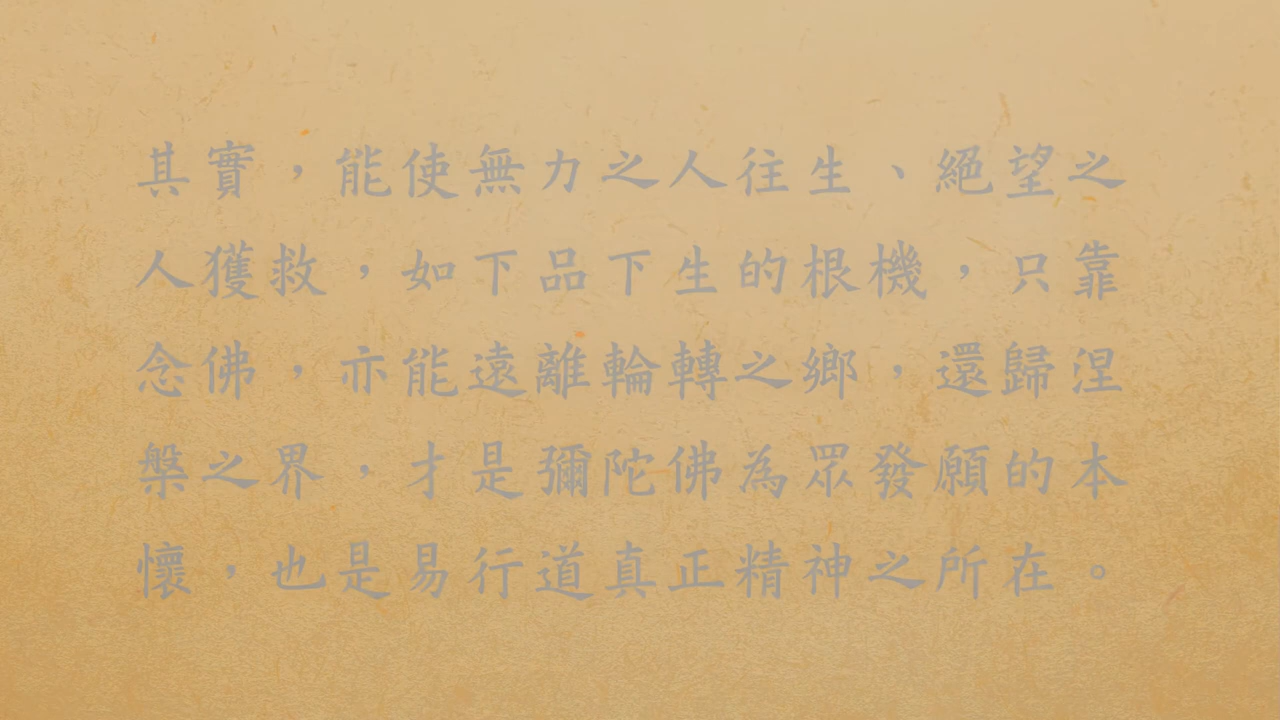 其實，能使無力之人往生、絕望之
人獲救，如下品下生的根機，只靠
念佛，亦能遠離輪轉之鄉，還歸涅
槃之界，才是彌陀佛為眾發願的本
懷，也是易行道真正精神之所在。